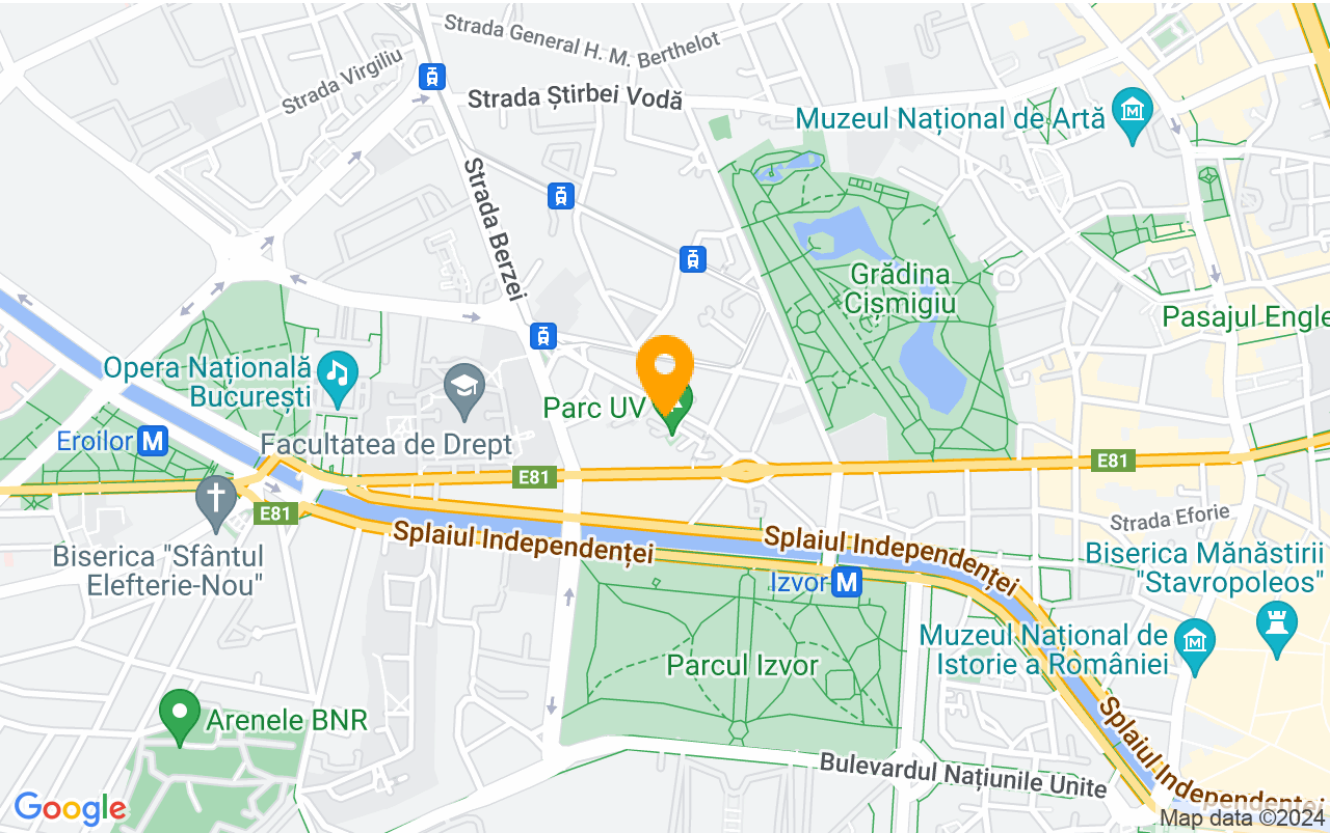 Strada General H. M. Berthelot
Strada Virgiliu
Strada Știrbei Vodă
Muzeul Național de Artă
M
Strada Berzei
Grădina
Cișmigiu
Pasajul Engle
Opera Națională
București
Parc UV
Eroilor M
Facultatea de Drept
E81
E81
E81
Strada Eforie
Biserica "Sfântul
Elefterie-Nou"
Splaiul Independenței
Splaiul Independenței
Biserica Mănăstirii
"Stavropoleos"
Izvor M
Muzeul Național de
Istorie a României
M
Parcul Izvor
Arenele BNR
Splaiul Independenței
Bulevardul Națiunile Unite
Google
Map data ©2024